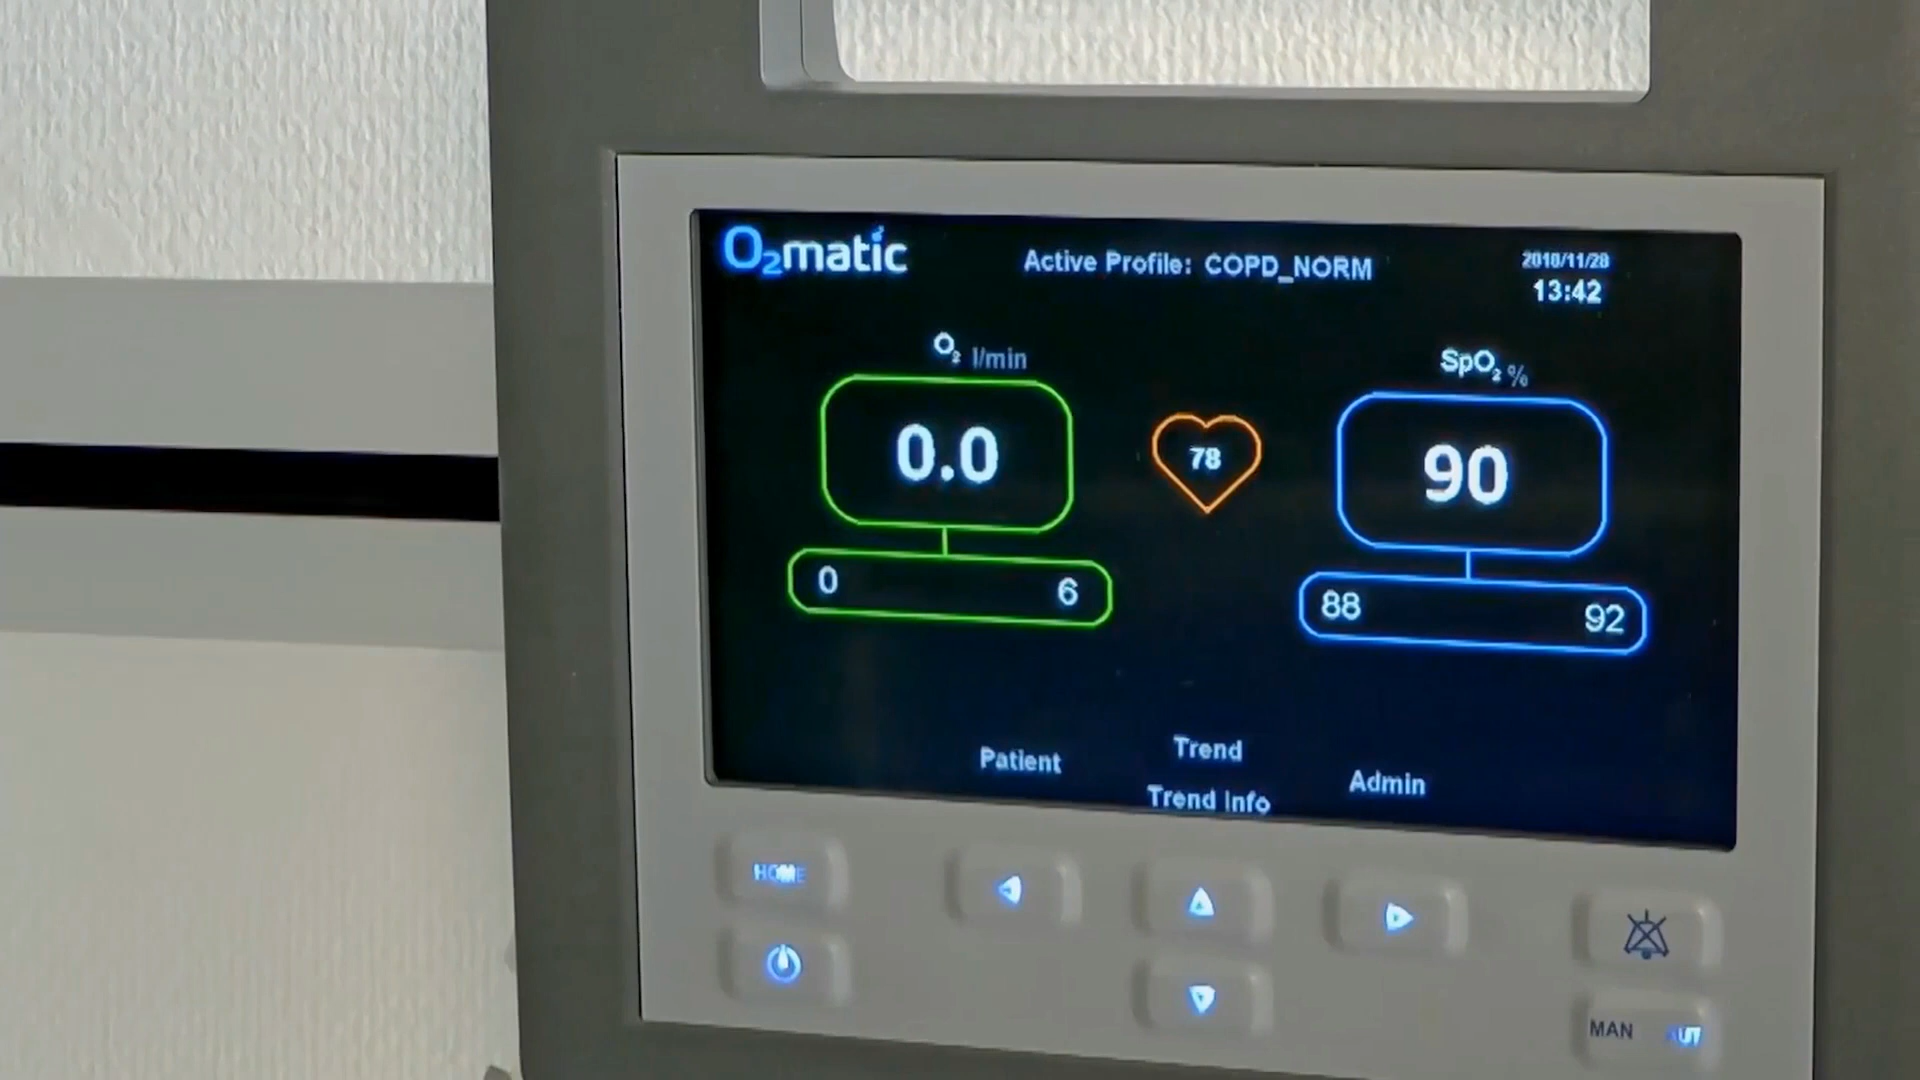 O2matic
Active Profile: COPD_NORM
2018/11/28
13:42
O2 l/min
SpO2 %
0.0
78
90
0 6
88 92
Patient
Trend
Admin
Trend Info
HOME
MAN AUT